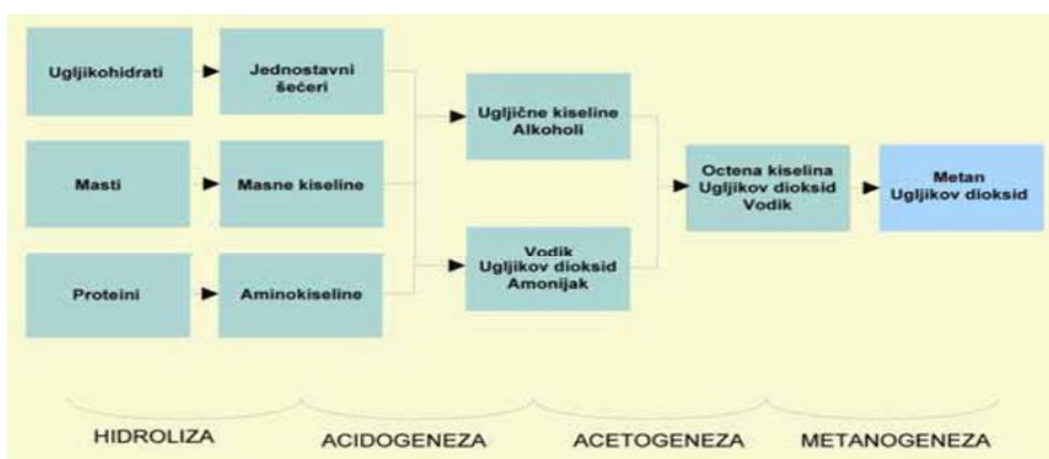 Ugljikohidrati
Jednostavni
šećeri
Masti
Masne kiseline
Proteini
Aminokiseline
Ugljične kiseline
Alkoholi
Vodik
Ugljikov dioksid
Amonijak
Octena kiselina
Ugljikov dioksid
Vodik
Metan
Ugljikov dioksid
HIDROLIZA
ACIDOGENEZA
ACETOGENEZA
METANOGENEZA